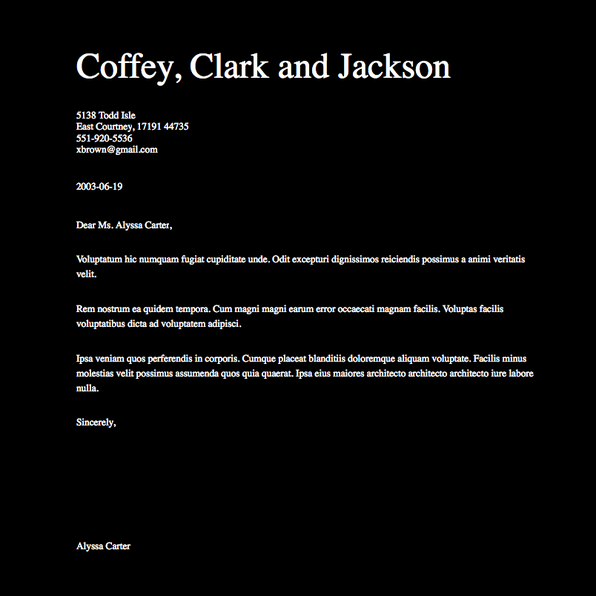 Coffey, Clark and Jackson
5138 Todd Isle
East Courtney, 17191 44735
551-920-5536
xbrown@gmail.com
2003-06-19
Dear Ms. Alyssa Carter,
Voluptatum hic numquam fugiat cupiditate unde. Odit excepturi dignissimos reiciendis possimus a animi veritatis
velit.
Rem nostrum ea quidem tempora. Cum magni magni earum error occaecati magnam facilis. Voluptas facilis
voluptatibus dicta ad voluptatem adipisci.
Ipsa veniam quos perferendis in corporis. Cumque placeat blanditiis doloremque aliquam voluptate. Facilis minus
molestias velit possimus assumenda quos quia quaerat. Ipsa eius maiores architecto architecto architecto iure labore
nulla.
Sincerely,
Alyssa Carter